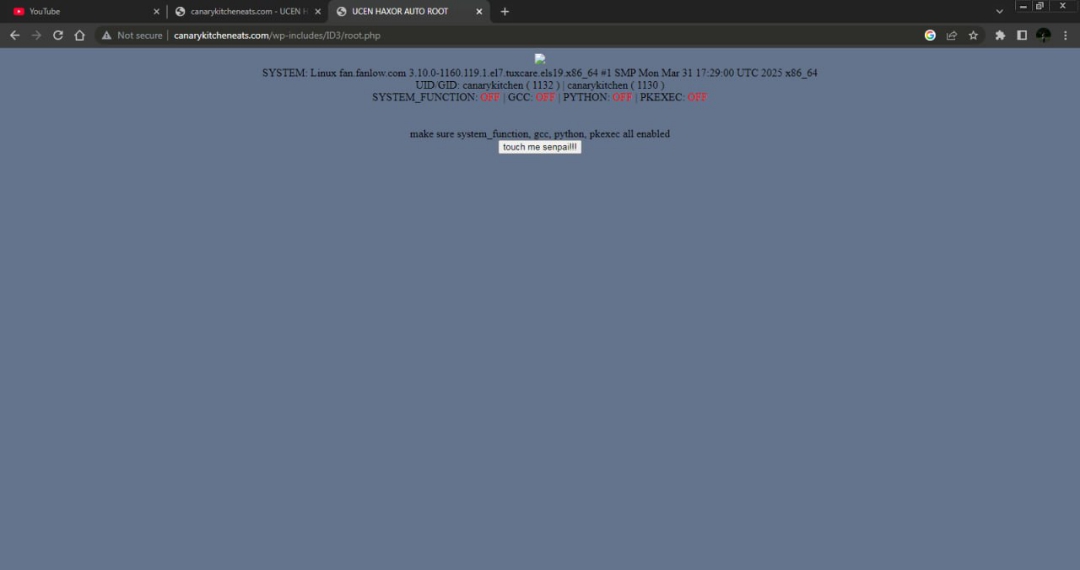 YouTube
canarykitcheneats.com - UCEN H
UCEN HAXOR AUTO ROOT
Not secure
canarykitcheneats.com/wp-includes/ID3/root.php
SYSTEM: Linux fan.fanlow.com 3.10.0-1160.119.1.el7.tuxcare.els19.x86_64 #1 SMP Mon Mar 31 17:29:00 UTC 2025 x86_64
UID/GID: canarykitchen ( 1132 ) | canarykitchen ( 1130 )
SYSTEM_FUNCTION: OFF | GCC: OFF | PYTHON: OFF | PKEXEC: OFF
make sure system_function, gcc, python, pkexec all enabled
touch me senpai!!!